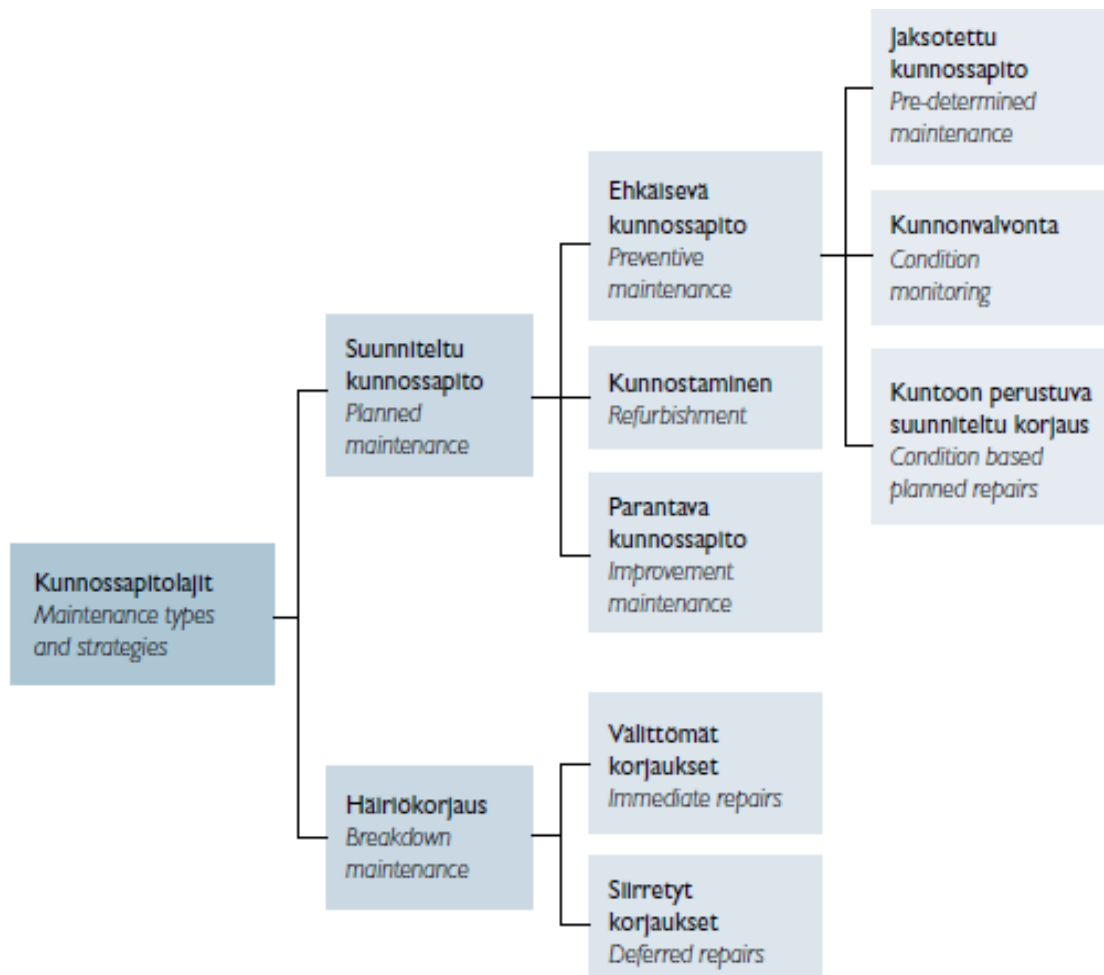 Jaksotettu
kunnossapito
Pre-determined
maintenance
Ehkäisevä
kunnossapito
Preventive
maintenance
Kunnonvalvonta
Condition
monitoring
Suunniteltu
kunnossapito
Planned
maintenance
Kunnostaminen
Refurbishment
Kuntoon perustuva
suunniteltu korjaus
Condition based
planned repairs
Parantava
kunnossapito
Improvement
maintenance
Kunnossapitolajit
Maintenance types
and strategies
Välittömät
korjaukset
Immediate repairs
Häiriökorjaus
Breakdown
maintenance
Siirretyt
korjaukset
Deferred repairs